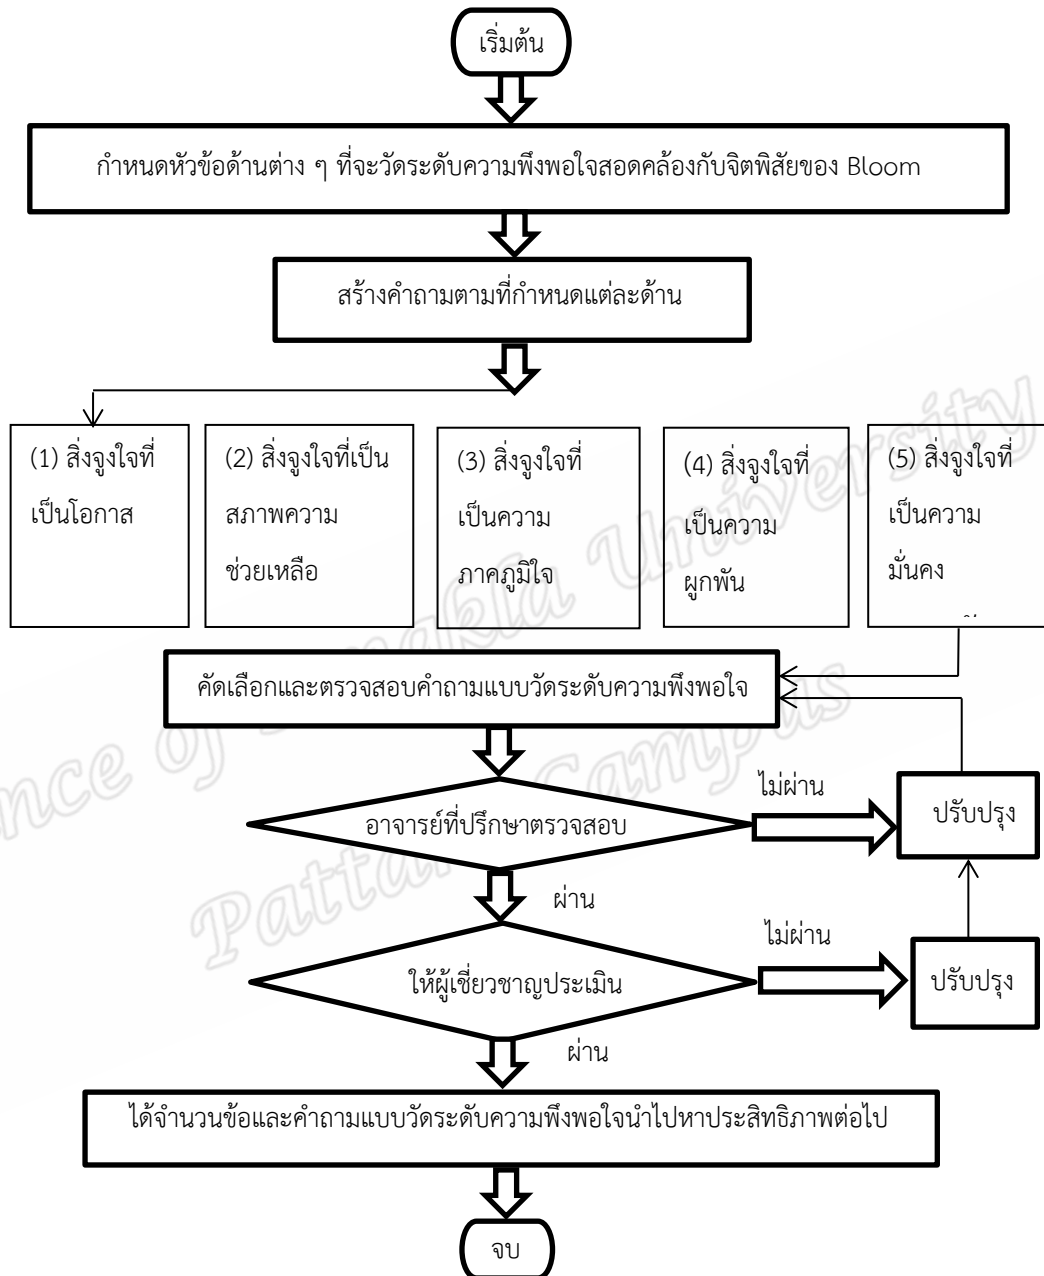 เริ่มต้น
กำหนดหัวข้อด้านต่าง ๆ ที่จะวัดระดับความพึงพอใจสอดคล้องกับจิตพิสัยของ Bloom
สร้างคำถามตามที่กำหนดแต่ละด้าน
(1) สิ่งจูงใจที่
เป็นโอกาส
(2) สิ่งจูงใจที่เป็น
สภาพความ
ช่วยเหลือ
(3) สิ่งจูงใจที่
เป็นความ
ภาคภูมิใจ
(4) สิ่งจูงใจที่
เป็นความ
ผูกพัน
(5) สิ่งจูงใจที่
เป็นความ
มั่นคง
คัดเลือกและตรวจสอบคำถามแบบวัดระดับความพึงพอใจ
อาจารย์ที่ปรึกษาตรวจสอบ
ไม่ผ่าน
ปรับปรุง
ผ่าน
ให้ผู้เชี่ยวชาญประเมิน
ไม่ผ่าน
ปรับปรุง
ผ่าน
ได้จำนวนข้อและคำถามแบบวัดระดับความพึงพอใจนำไปหาประสิทธิภาพต่อไป
จบ
University
Campus